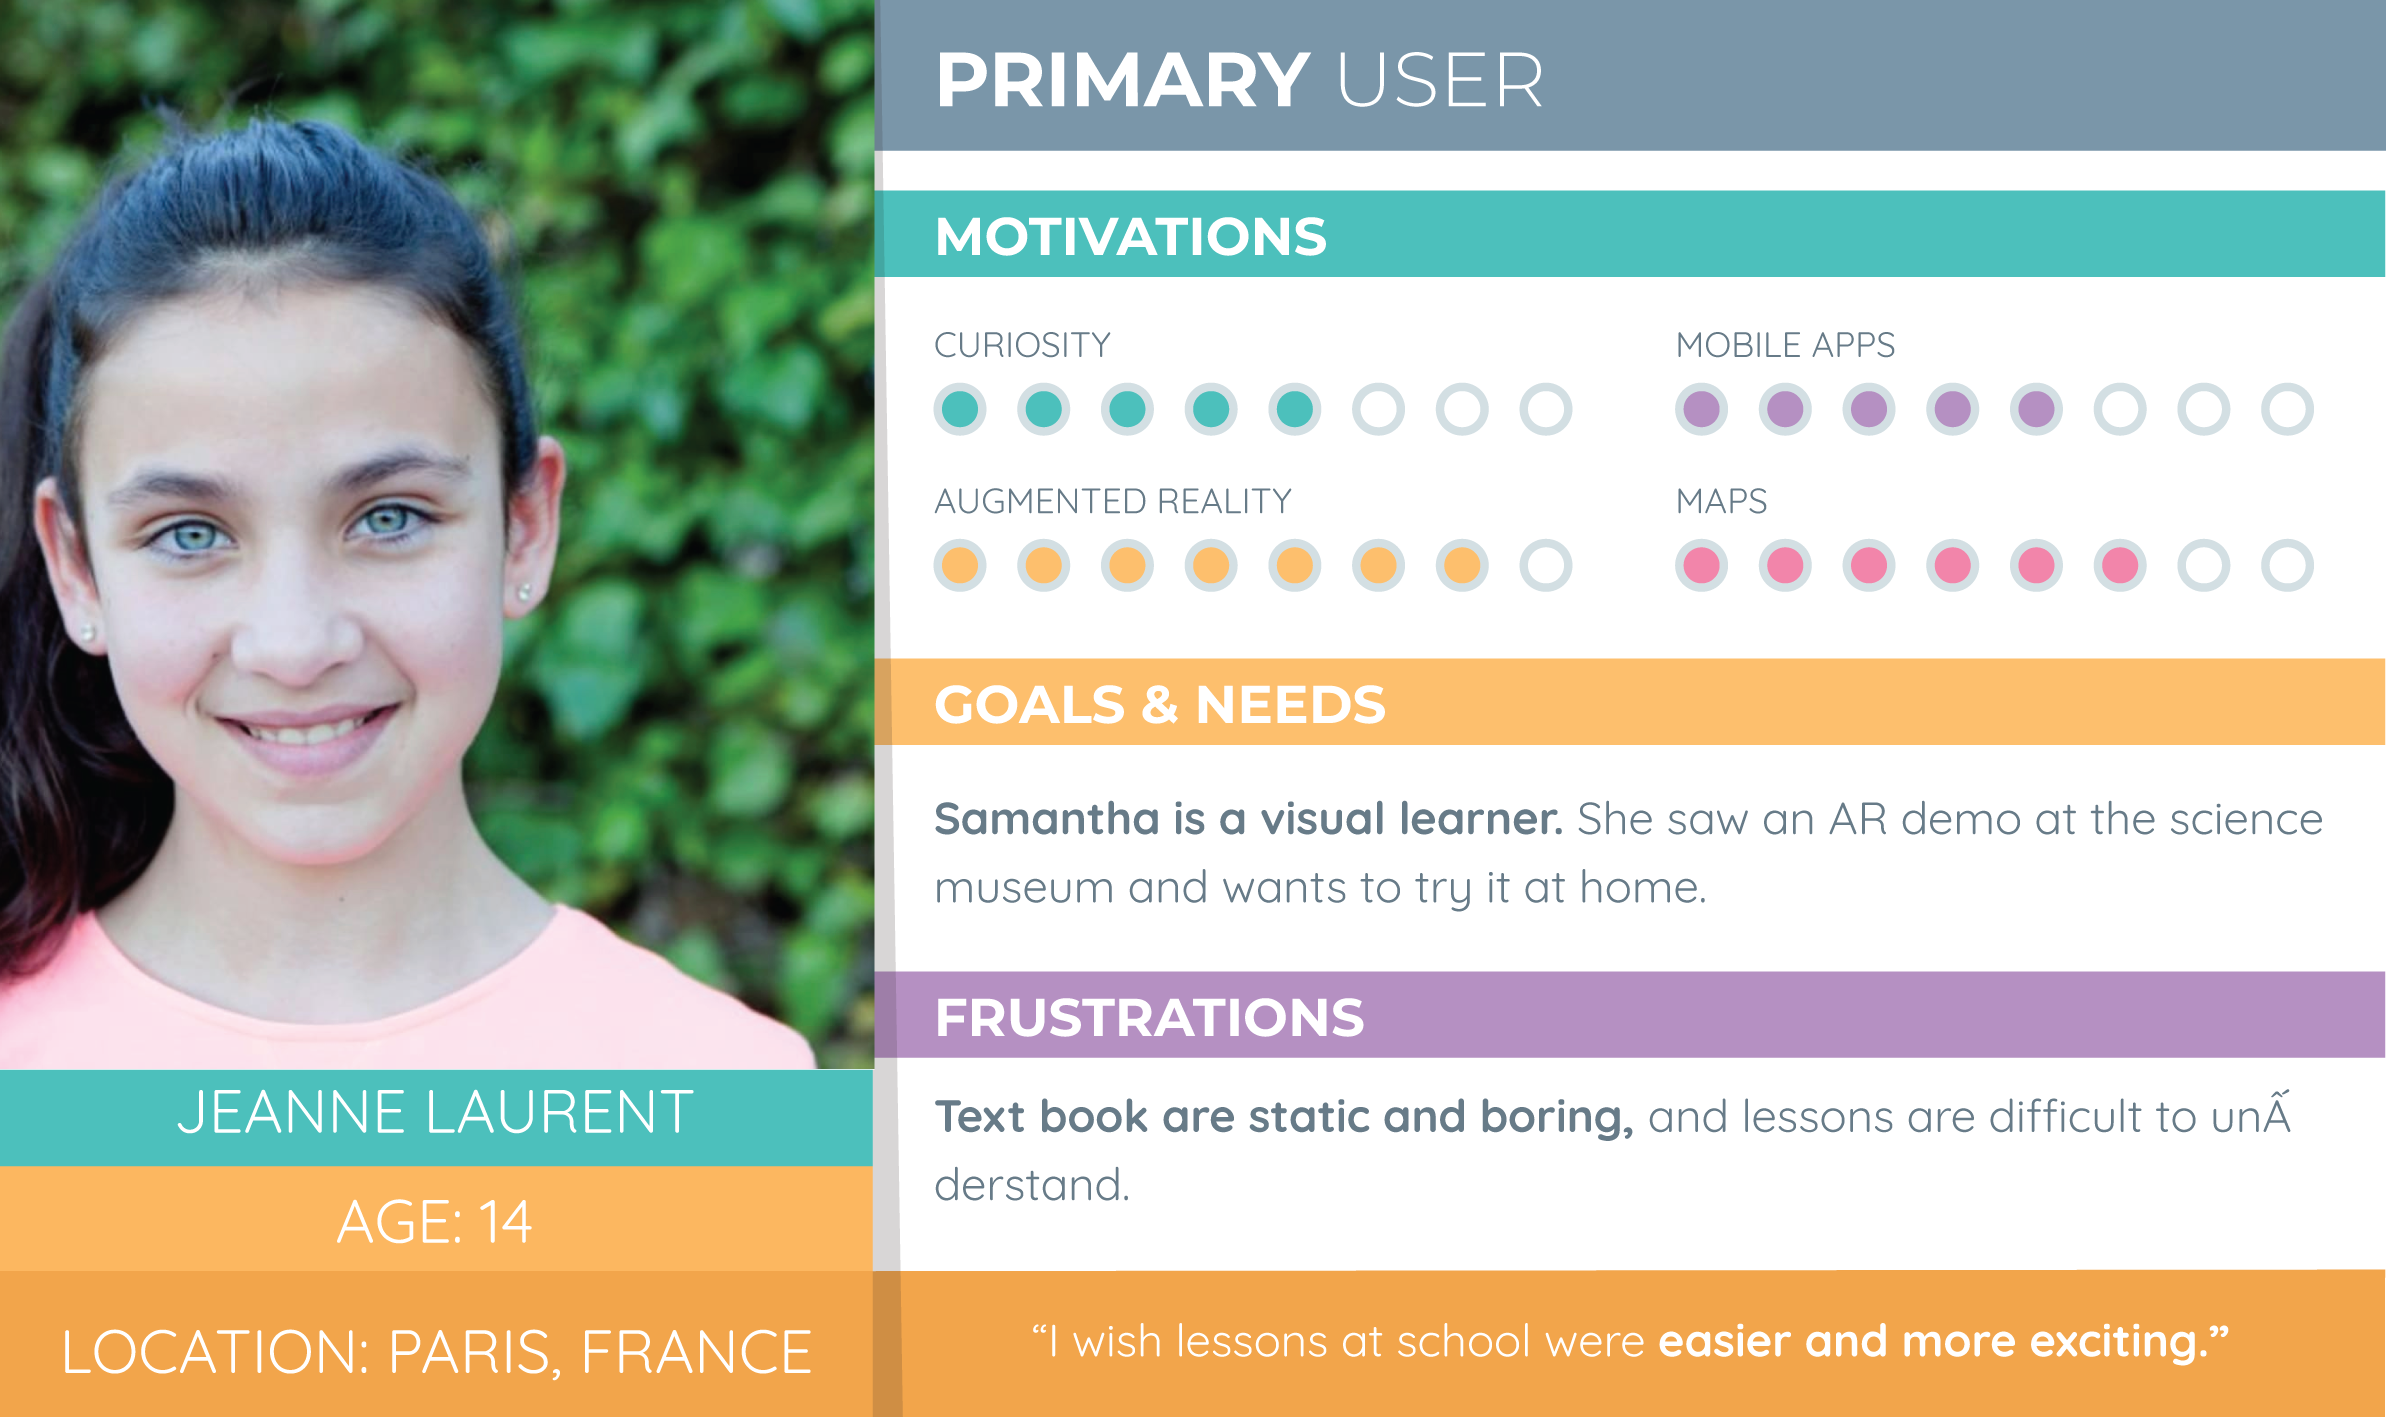 PRIMARY USER
MOTIVATIONS
CURIOSITY
MOBILE APPS
AUGMENTED REALITY
MAPS
GOALS & NEEDS
Samantha is a visual learner. She saw an AR demo at the science
museum and wants to try it at home.
FRUSTRATIONS
Text book are static and boring, and lessons are difficult to unẤ
derstand.
“I wish lessons at school were easier and more exciting.”
JEANNE LAURENT
AGE: 14
LOCATION: PARIS, FRANCE